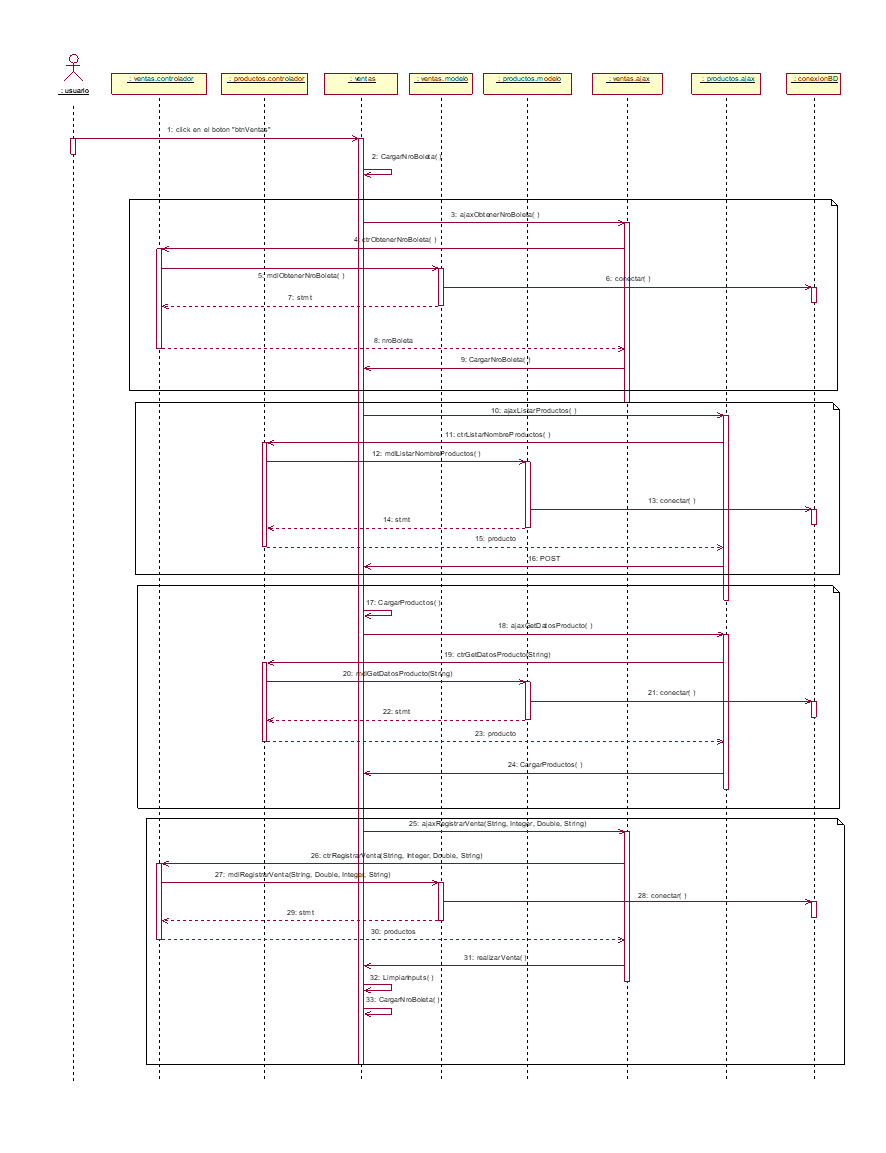 : usuario
: ventas.controlador
: productos.controlador
: ventas
: ventas.modelo
: productos.modelo
: ventas.ajax
: productos.ajax
: conexionBD
1: click en el boton "btnVentas"
2: CargarNroBoleta( )
3: ajaxObtenerNroBoleta( )
4: ctrObtenerNroBoleta( )
5: mdlObtenerNroBoleta( )
6: conectar( )
7: stmt
8: nroBoleta
9: CargarNroBoleta( )
10: ajaxListarProductos( )
11: ctrListarNombreProductos( )
12: mdlListarNombreProductos( )
13: conectar( )
14: stmt
15: producto
16: POST
17: CargarProductos( )
18: ajaxGetDatosProducto( )
19: ctrGetDatosProducto(String)
20: mdlGetDatosProducto(String)
21: conectar( )
22: stmt
23: producto
24: CargarProductos( )
25: ajaxRegistrarVenta(String, Integer, Double, String)
26: ctrRegistrarVenta(String, Integer, Double, String)
27: mdlRegistrarVenta(String, Double, Integer, String)
28: conectar( )
29: stmt
30: productos
31: realizarVenta( )
32: LimpiarInputs( )
33: CargarNroBoleta( )